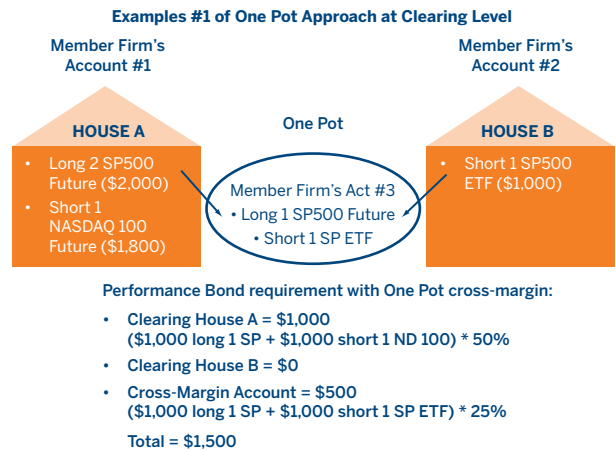 Examples #1 of One Pot Approach at Clearing Level
Member Firm's
Account #1
Member Firm's
Account #2
HOUSE A
One Pot
HOUSE B
• Long 2 SP500
Future ($2,000)
• Short 1
NASDAQ 100
Future ($1,800)
Member Firm's Act #3
• Long 1 SP500 Future
• Short 1 SP ETF
• Short 1 SP500
ETF ($1,000)
Performance Bond requirement with One Pot cross-margin:
• Clearing House A = $1,000
($1,000 long 1 SP + $1,000 short 1 ND 100) * 50%
• Clearing House B = $0
• Cross-Margin Account = $500
($1,000 long 1 SP + $1,000 short 1 SP ETF) * 25%
Total = $1,500